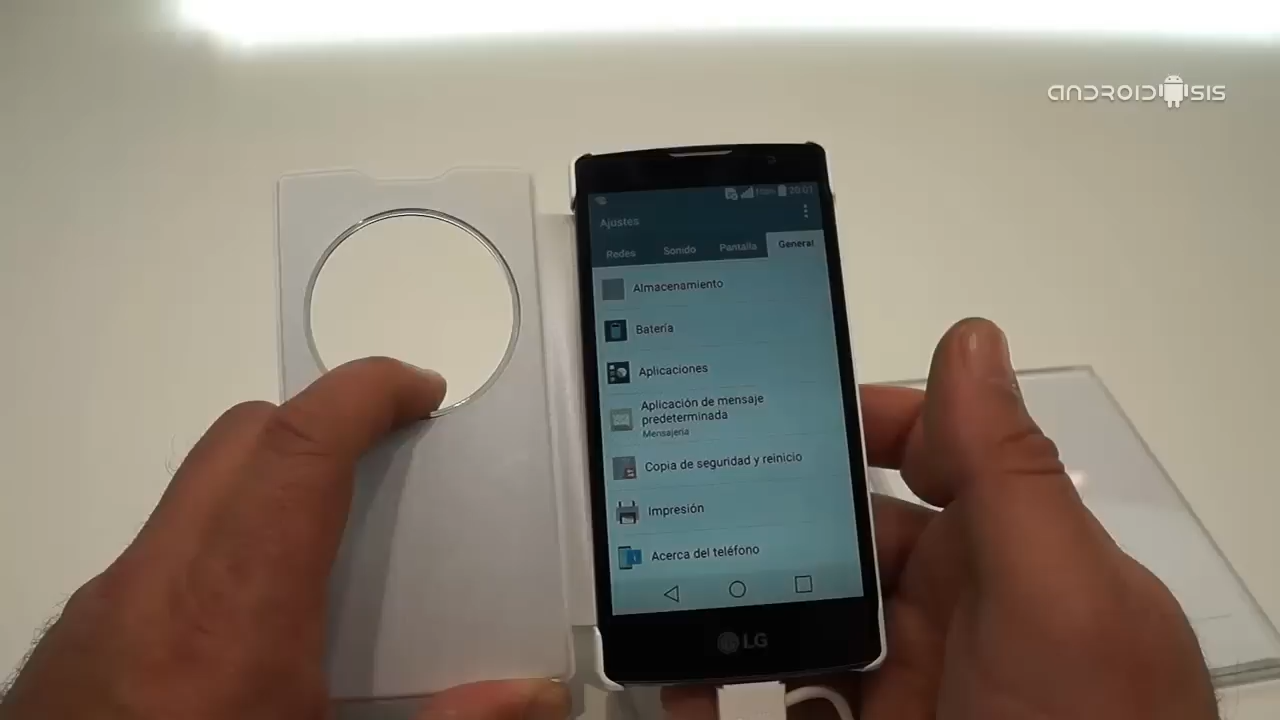 ANDROIDSIS
20:01
Ajustes
Redes
Sonido
Pantalla
General
Almacenamiento
Batería
Aplicaciones
Aplicación de mensaje
predeterminada
Mensajería
Copia de seguridad y reinicio
Impresión
Acerca del teléfono
LG